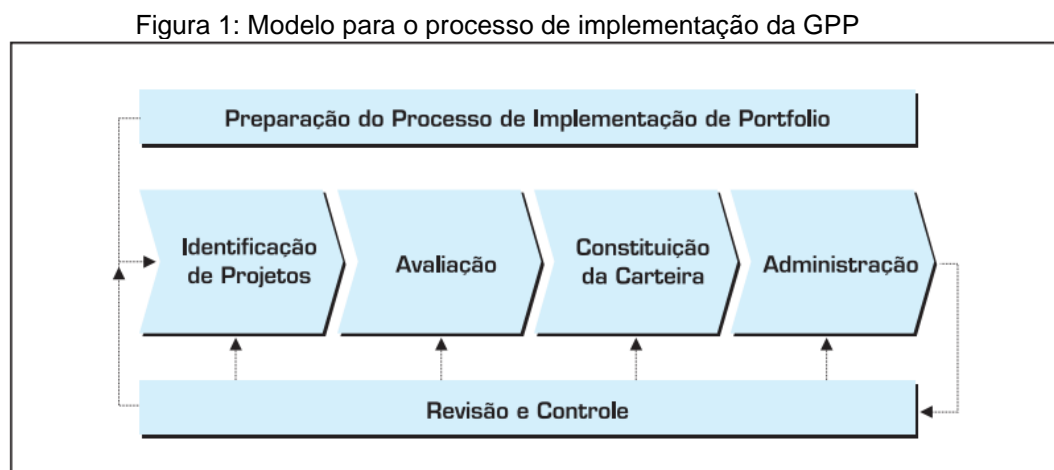 Figura 1: Modelo para o processo de implementação da GPP
Preparação do Processo de Implementação de Portfolio
Identificação
de Projetos
Avaliação
Constituição
da Carteira
Administração
Revisão e Controle